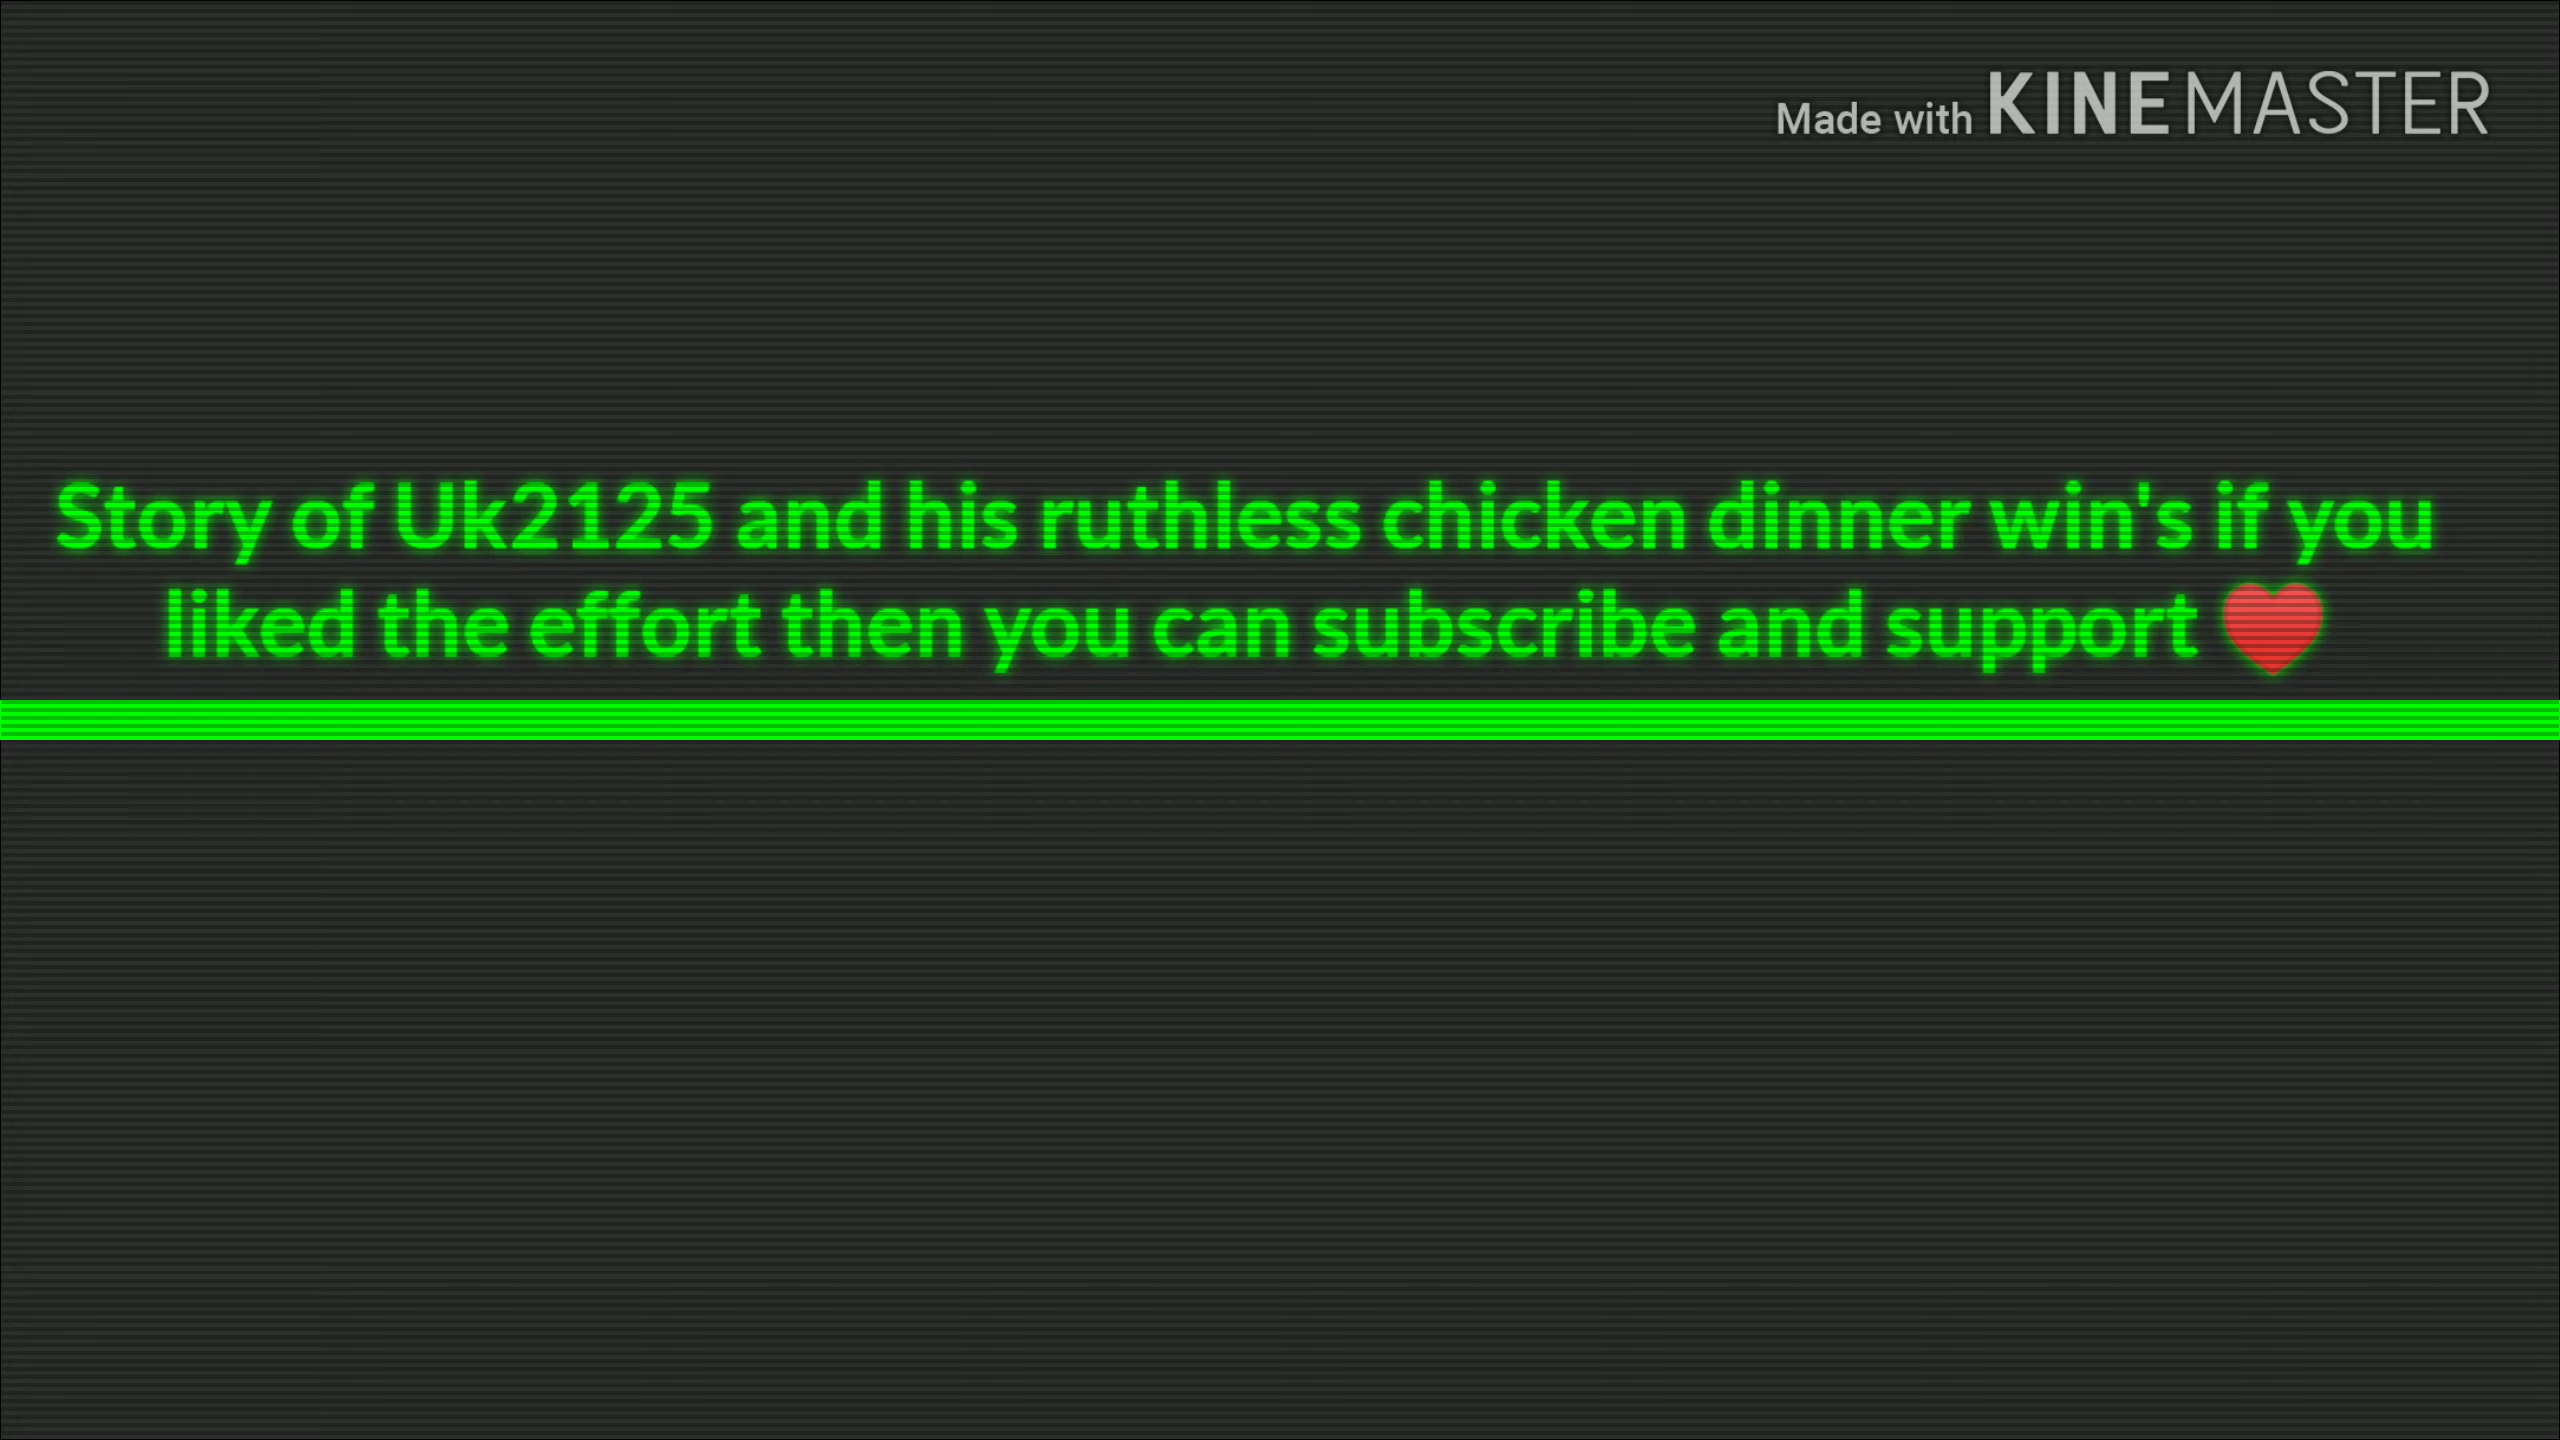 Made with KINEMASTER
Story of Uk2125 and his ruthless chicken dinner win's if you
liked the effort then you can subscribe and support ❤️